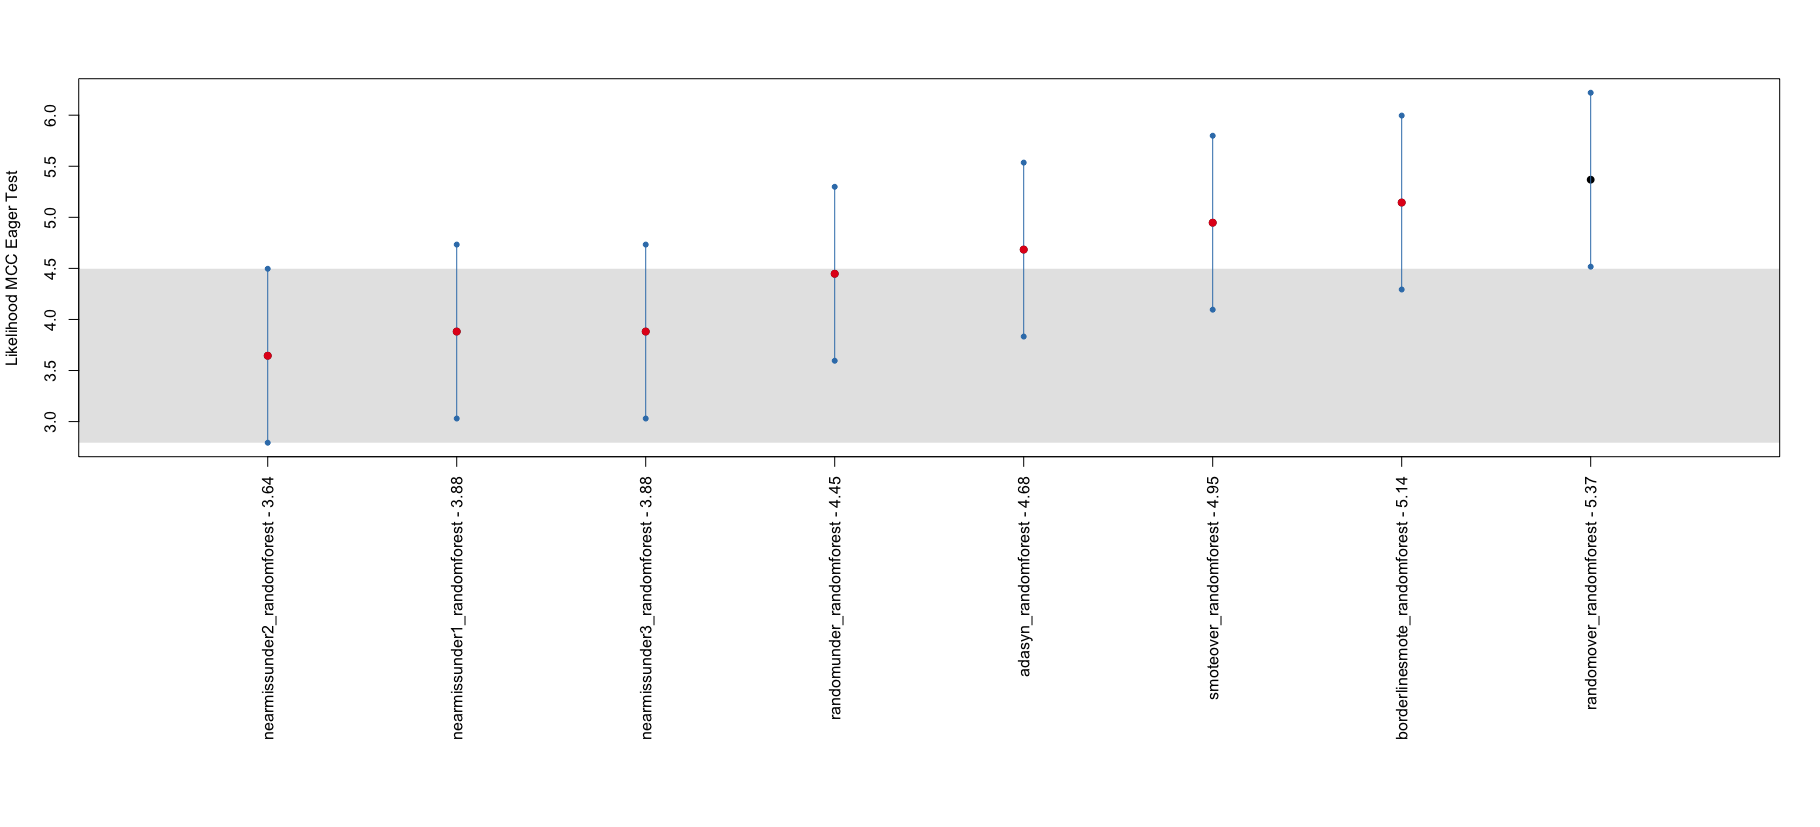 Likelihood MCC Eager Test
6.0
5.5
5.0
4.5
4.0
3.5
3.0
nearmissunder2_randomforest - 3.64
nearmissunder1_randomforest - 3.88
nearmissunder3_randomforest - 3.88
randomunder_randomforest - 4.45
adasyn_randomforest - 4.68
smoteover_randomforest - 4.95
borderlinesmote_randomforest - 5.14
randomover_randomforest - 5.37